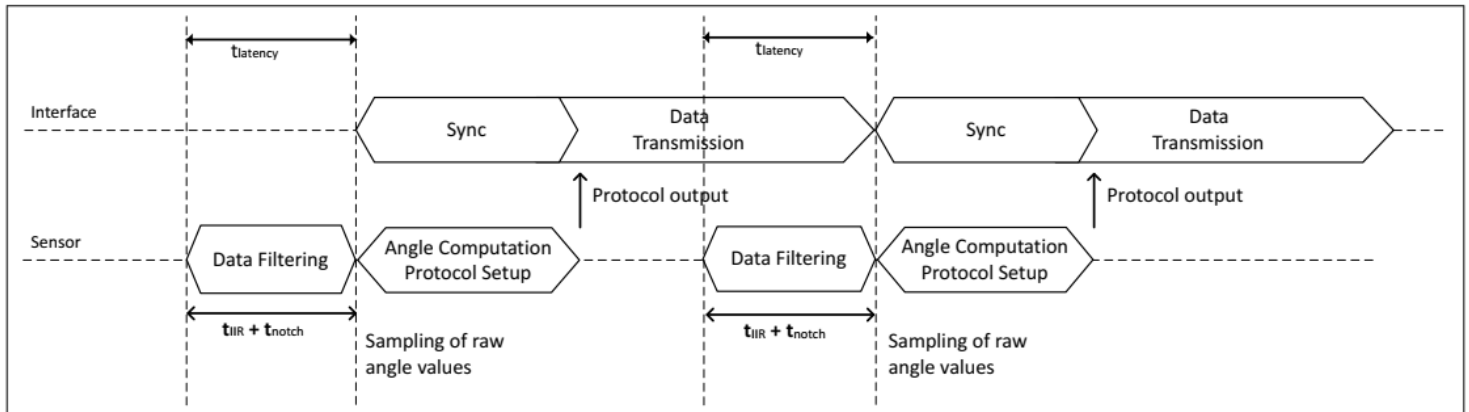 tlatency
tlatency
Interface
Sync
Data
Transmission
Sync
Data
Transmission
Protocol output
Protocol output
Sensor
Data Filtering
Angle Computation
Protocol Setup
Data Filtering
Angle Computation
Protocol Setup
tIIR + tnotch
Sampling of raw
angle values
tIIR + tnotch
Sampling of raw
angle values